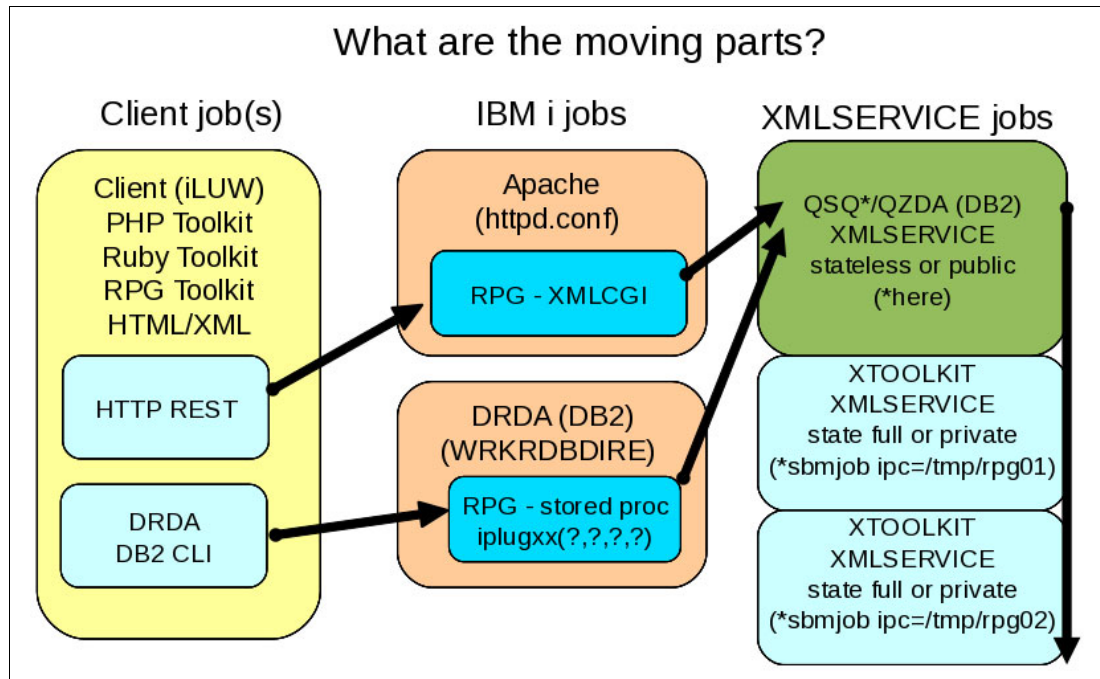 What are the moving parts?
Client job(s)
Client (iLUW)
PHP Toolkit
Ruby Toolkit
RPG Toolkit
HTML/XML
HTTP REST
DRDA
DB2 CLI
IBM i jobs
Apache
(httpd.conf)
RPG - XMLCGI
DRDA (DB2)
(WRKRDBDIRE)
RPG - stored proc
iplugxx(?,?,?,?)
XMLSERVICE jobs
QSQ*/QZDA (DB2)
XMLSERVICE
stateless or public
(*here)
XTOOLKIT
XMLSERVICE
state full or private
(*sbmjob ipc=/tmp/rpg01)
XTOOLKIT
XMLSERVICE
state full or private
(*sbmjob ipc=/tmp/rpg02)